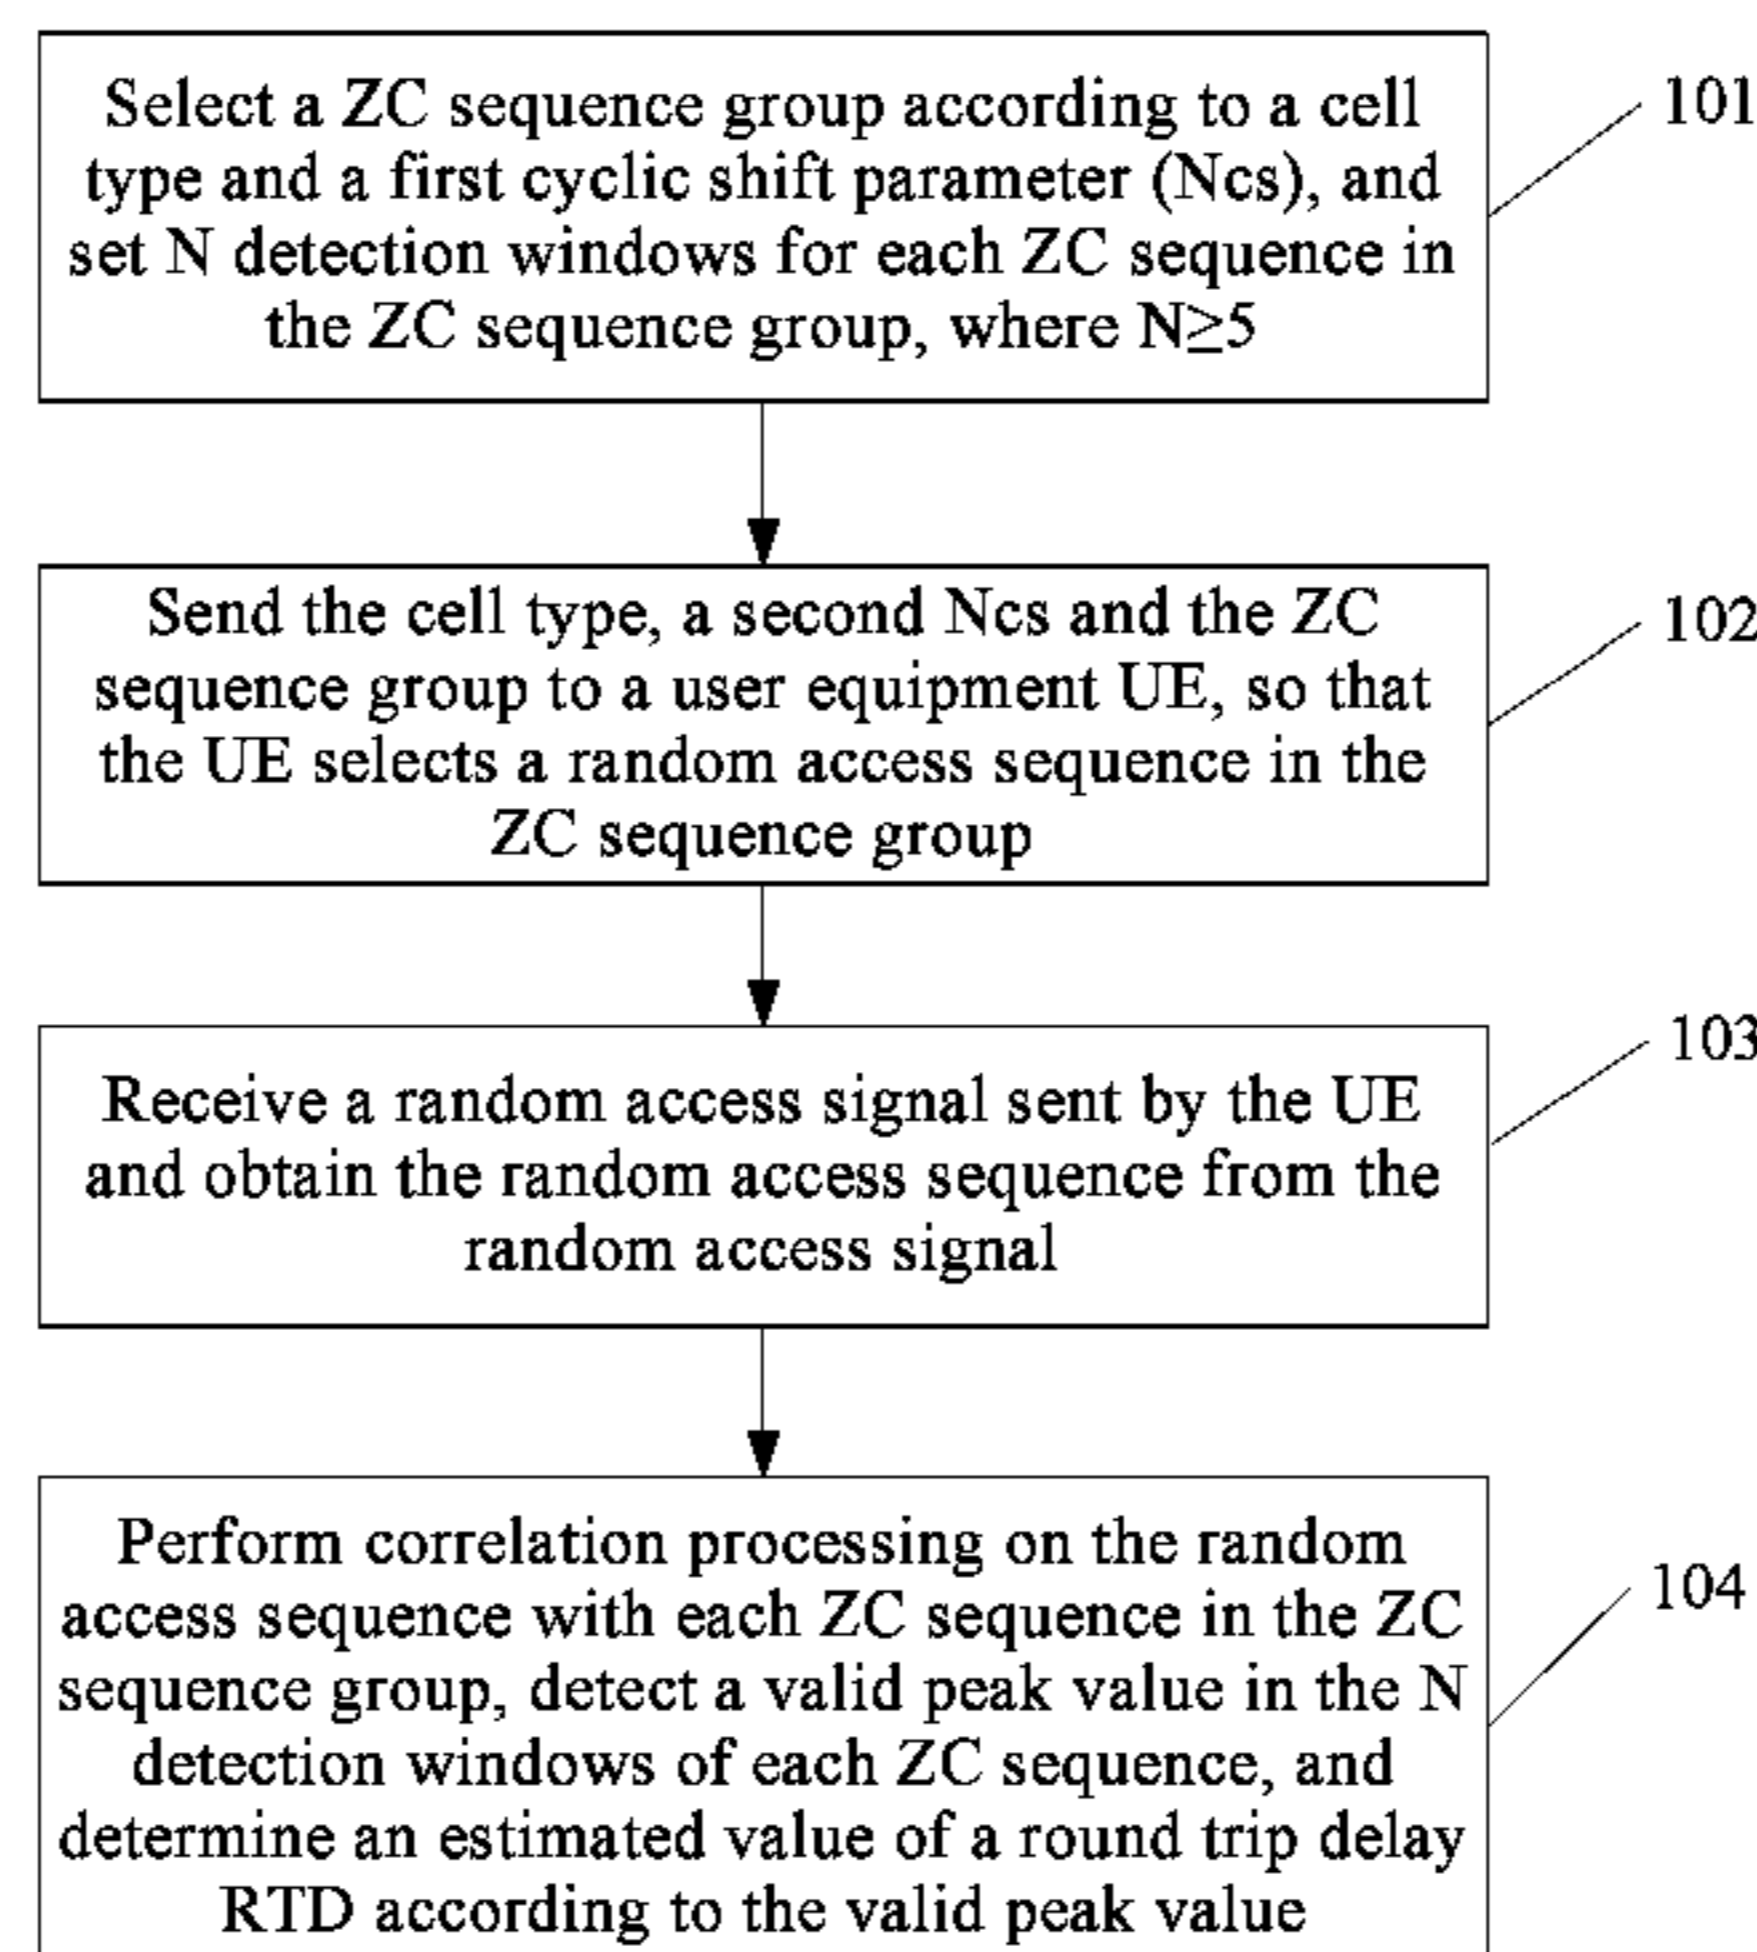 Select a ZC sequence group according to a cell
type and a first cyclic shift parameter (Ncs), and
set N detection windows for each ZC sequence in
the ZC sequence group, where N≥5
101
Send the cell type, a second Ncs and the ZC
sequence group to a user equipment UE, so that
the UE selects a random access sequence in the
ZC sequence group
102
Receive a random access signal sent by the UE
and obtain the random access sequence from the
random access signal
103
Perform correlation processing on the random
access sequence with each ZC sequence in the ZC
sequence group, detect a valid peak value in the N
detection windows of each ZC sequence, and
determine an estimated value of a round trip delay
RTD according to the valid peak value
104